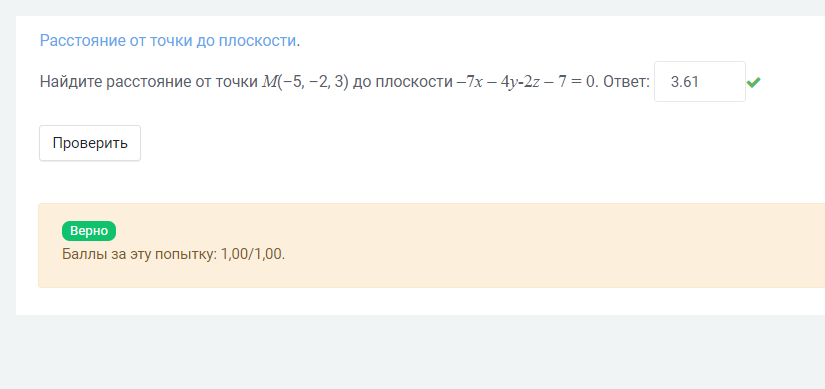 Расстояние от точки до плоскости.
Найдите расстояние от точки M(−5, −2, 3) до плоскости −7x − 4y-2z − 7 = 0. Ответ: 3.61
Проверить
Верно
Баллы за эту попытку: 1,00/1,00.